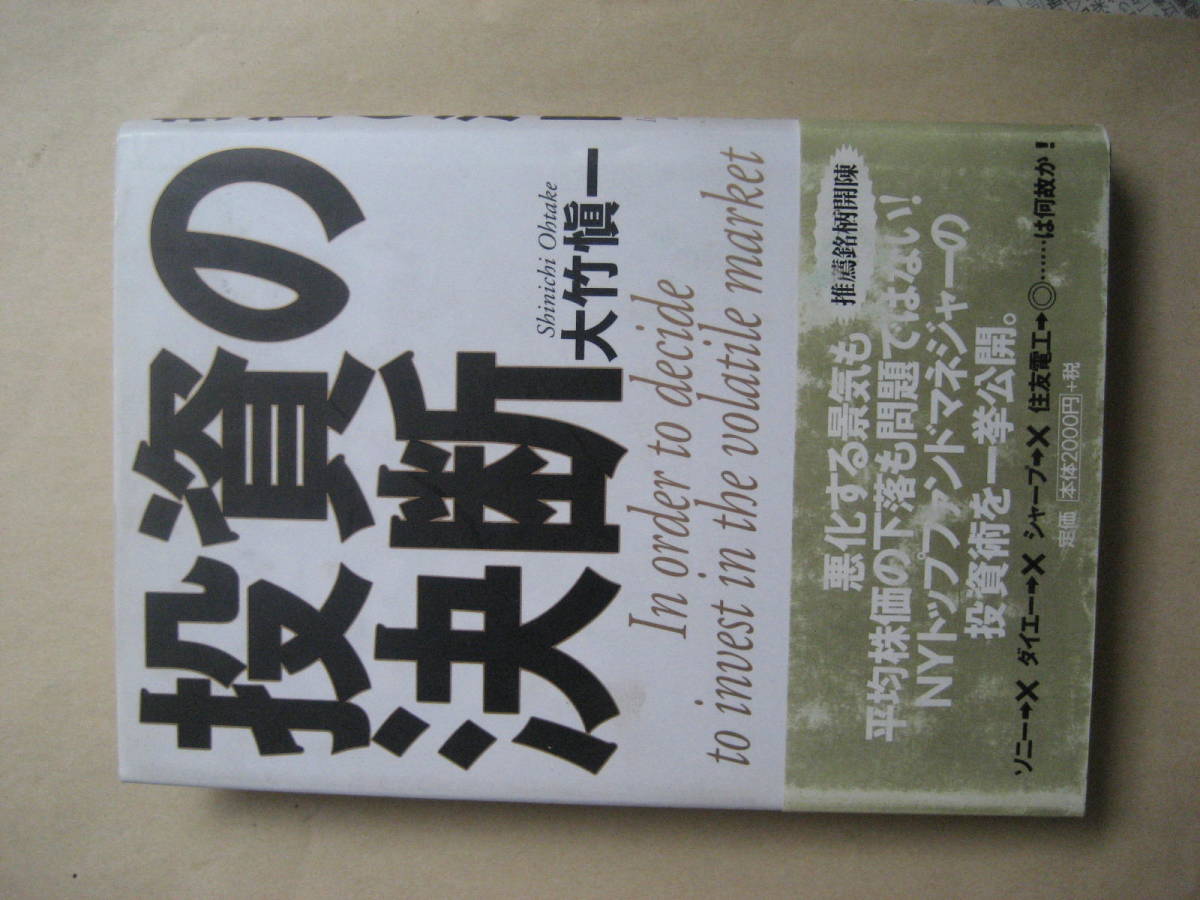 投資の
決断
Shinichi Ohtake
大竹愼一
In order to decide
to invest in the volatile market
推薦銘柄開陳
悪化する景気も
平均株価の下落も問題ではない!
NYトップファンドマネジャーの
投資術を一挙公開。
ソニー→× ダイエー→× シャープ→× 住友電工→◎……は何故か!
定価 本体2000円+税